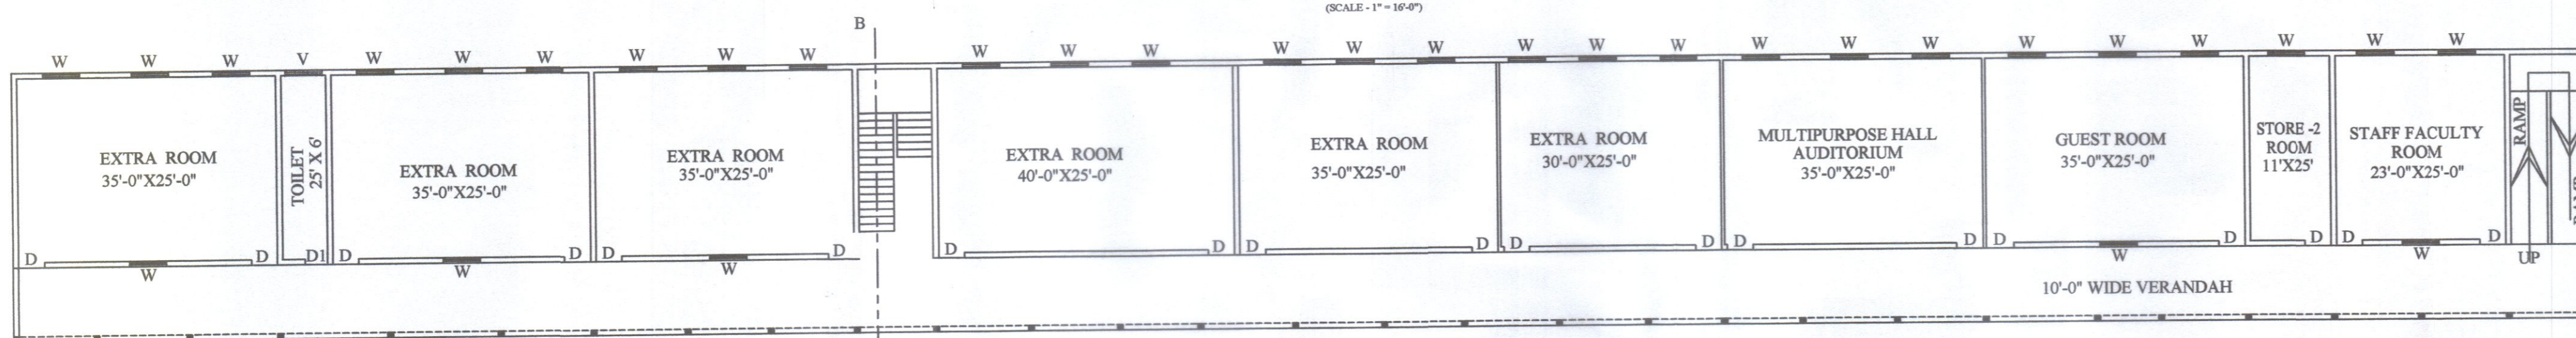 (SCALE - 1" = 16'-0")
B
W W W V W W W W W W W W W W W W W W W W W W W W W W W W
EXTRA ROOM
35'-0"X25'-0"
TOILET
25' X 6'
EXTRA ROOM
35'-0"X25'-0"
EXTRA ROOM
35'-0"X25'-0"
EXTRA ROOM
40'-0"X25'-0"
EXTRA ROOM
35'-0"X25'-0"
EXTRA ROOM
30'-0"X25'-0"
MULTIPURPOSE HALL
AUDITORIUM
35'-0"X25'-0"
GUEST ROOM
35'-0"X25'-0"
STORE -2
ROOM
11'X25'
STAFF FACULTY
ROOM
23'-0"X25'-0"
RAMP
D D D1 D D D D D D D D D D D D D D D D D
W W W W W
UP
10'-0" WIDE VERANDAH